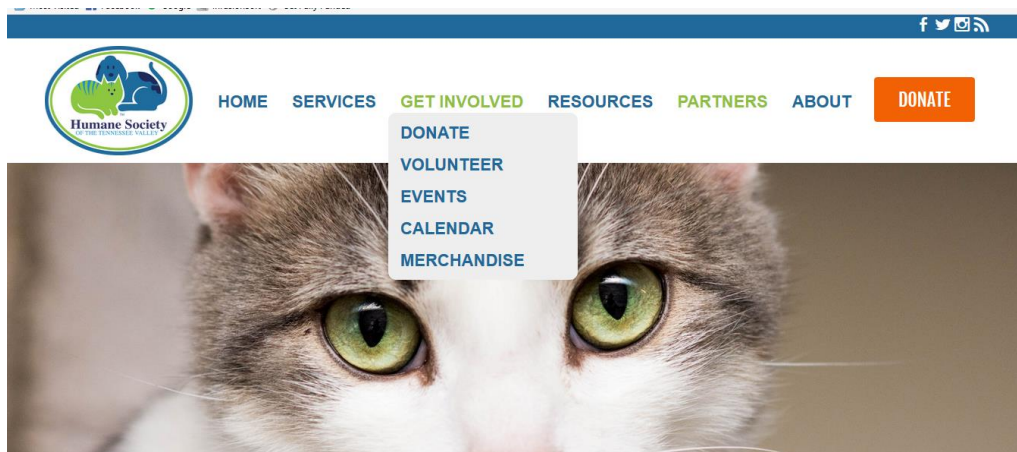 HOME SERVICES GET INVOLVED RESOURCES PARTNERS ABOUT DONATE
Humane Society
OF THE TENNESSEE VALLEY
DONATE
VOLUNTEER
EVENTS
CALENDAR
MERCHANDISE